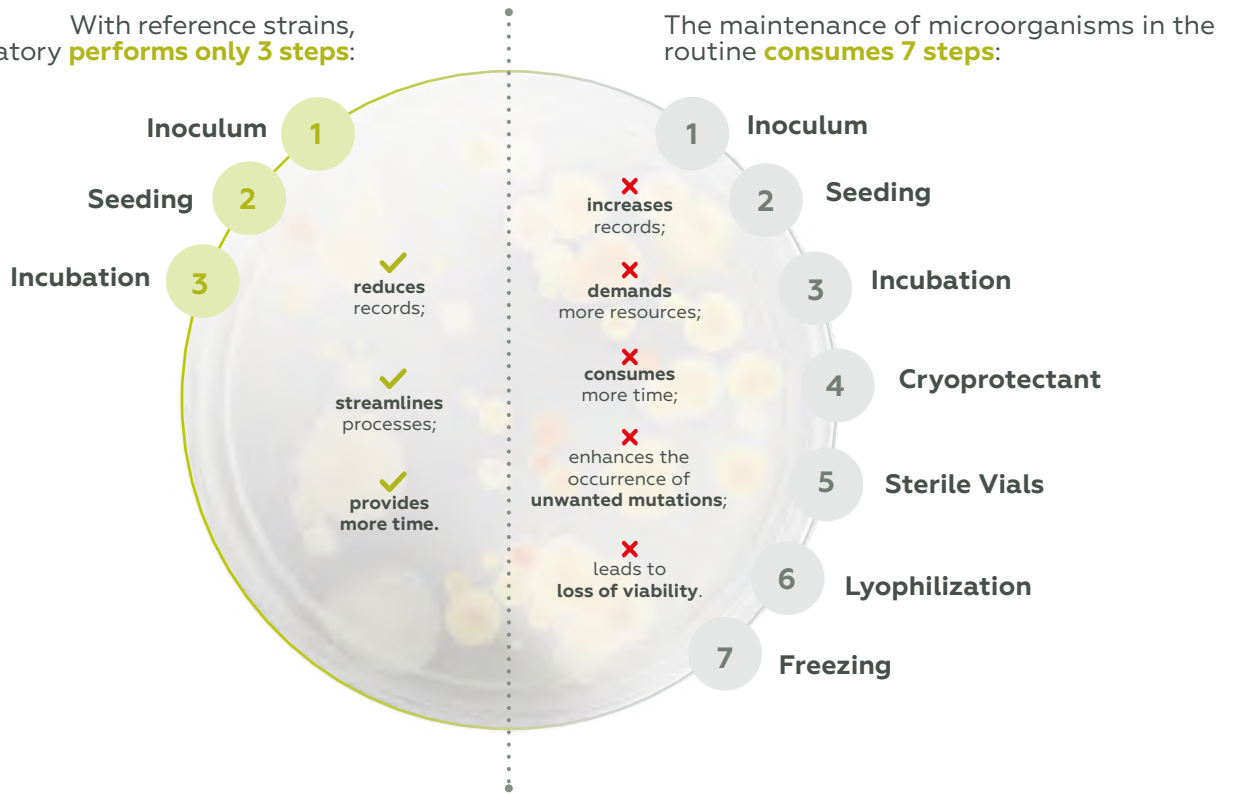 With reference strains,
performs only 3 steps:
1
Inoculum
2
Seeding
3
Incubation
reduces
records;
streamlines
processes;
provides
more time.
The maintenance of microorganisms in the
routine consumes 7 steps:
1
Inoculum
2
Seeding
3
Incubation
4
Cryoprotectant
5
Sterile Vials
6
Lyophilization
7
Freezing
increases
records;
demands
more resources;
consumes
more time;
enhances the
occurrence of
unwanted mutations;
leads to
loss of viability.